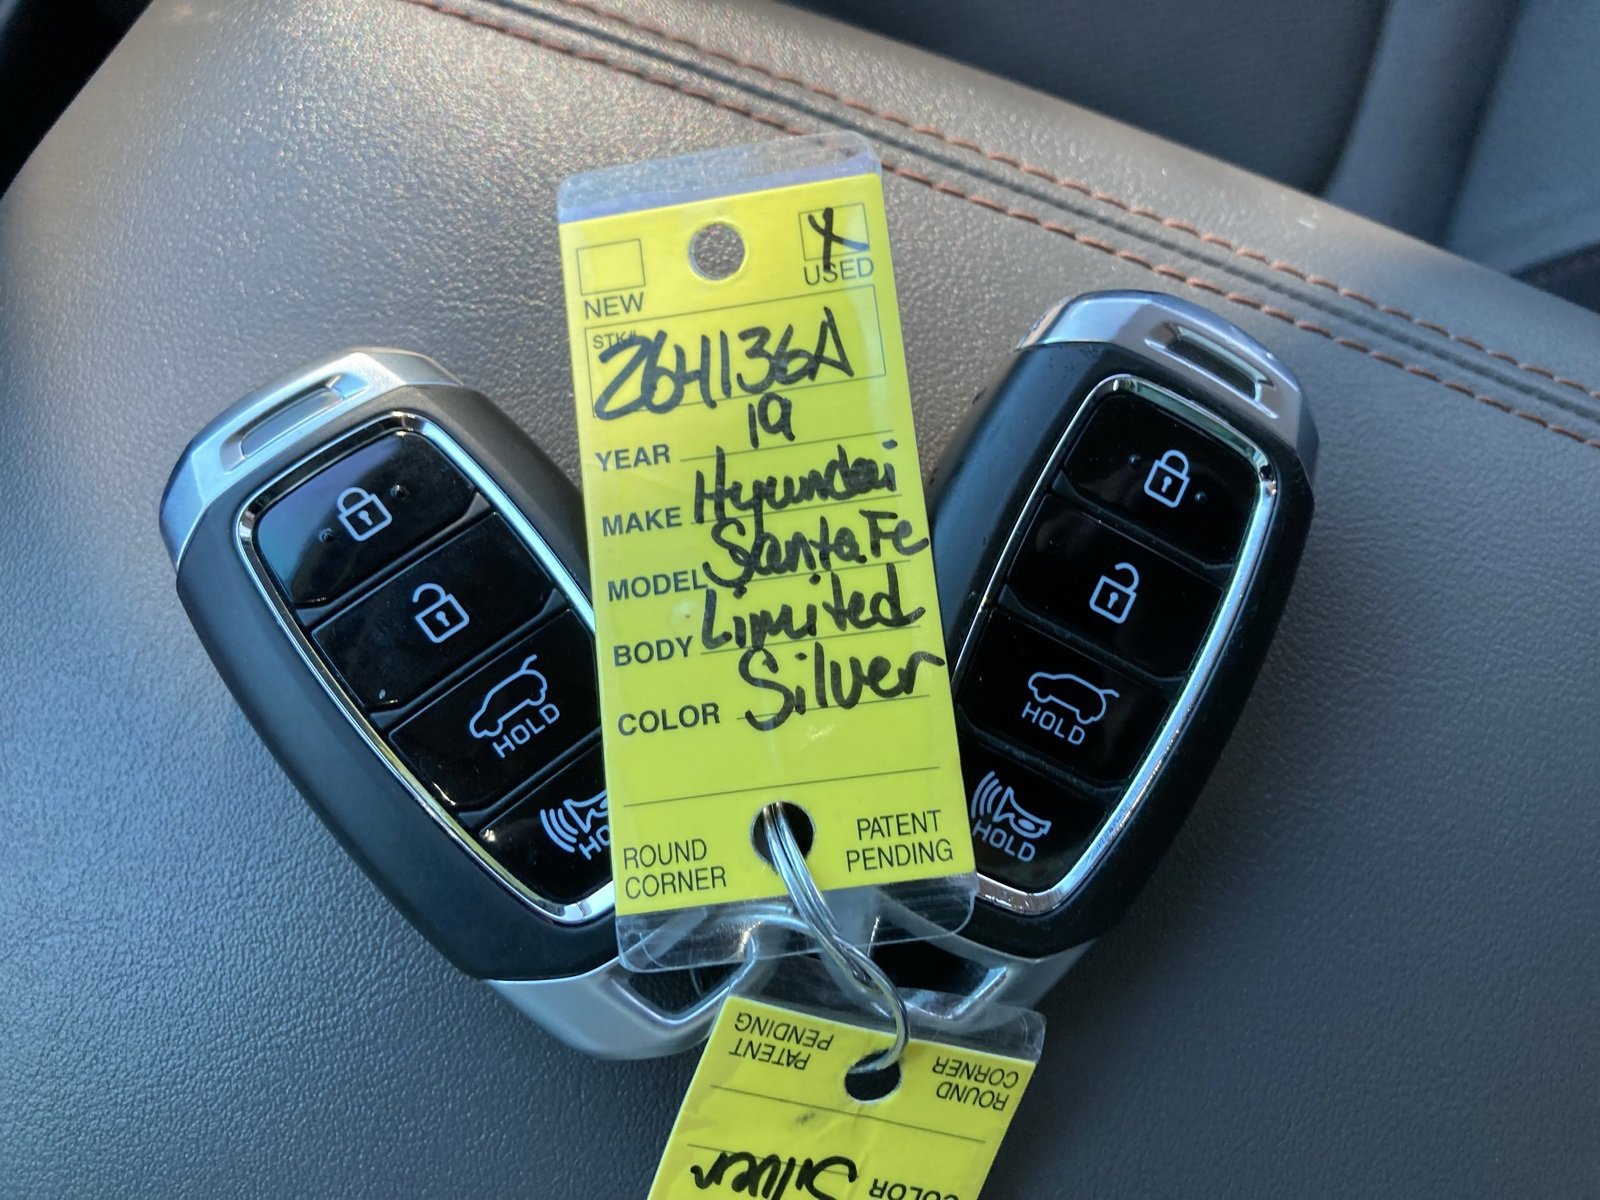 X
NEW USED
STK#
26H136A
YEAR 19
MAKE Hyundai
MODEL Santa Fe
BODY Limited
COLOR Silver
ROUND CORNER
PATENT PENDING
HOLD
HOLD
HOLD
HOLD
PATENT PENDING
ROUND CORNER
COLOR Silver